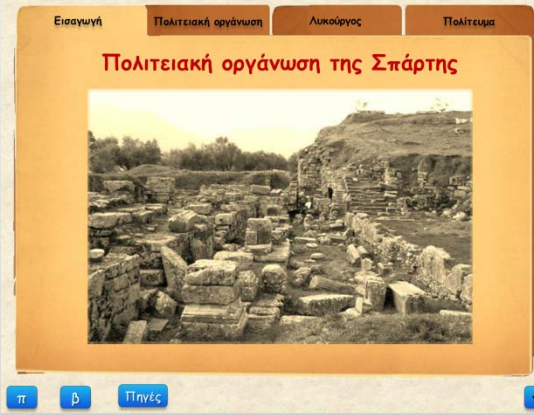 Εισαγωγή
Πολιτειακή οργάνωση
Λυκούργος
Πολίτευμα
Πολιτειακή οργάνωση της Σπάρτης
π
β
Πηγές